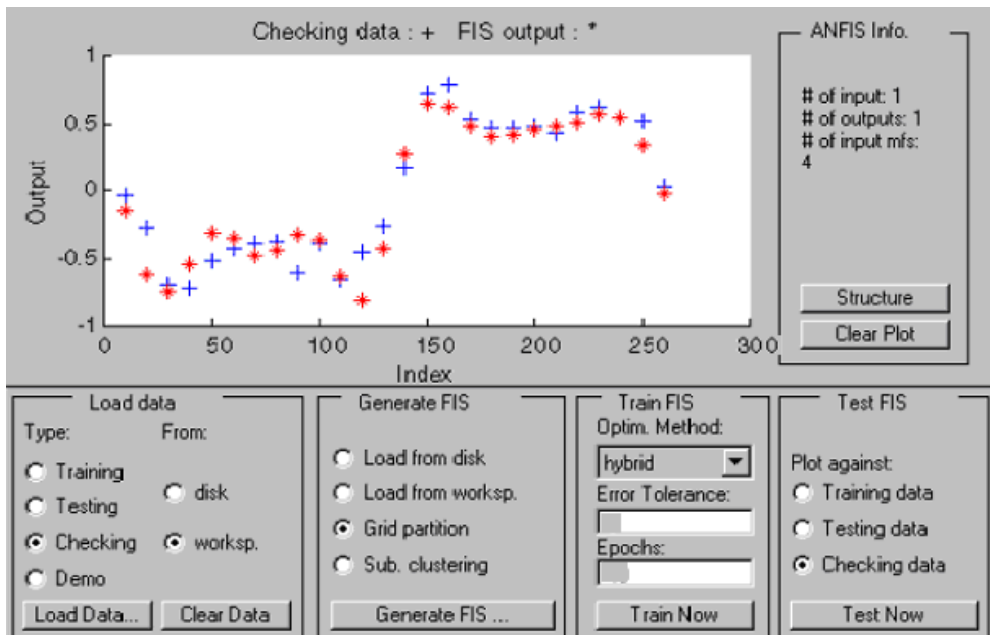 Checking data : + FIS output : *
1
0.5
0
-0.5
-1
Output
0 50 100 150 200 250 300
Index
ANFIS Info.
# of input: 1
# of outputs: 1
# of input mfs:
4
Structure
Clear Plot
Load data
Type: From:
Training
Testing
Checking
Demo
disk
worksp.
Load Data... Clear Data
Generate FIS
Load from disk
Load from worksp.
Grid partition
Sub. clustering
Generate FIS ...
Train FIS
Optim. Method:
hybrid
Error Tolerance:
Epochs:
Train Now
Test FIS
Plot against:
Training data
Testing data
Checking data
Test Now